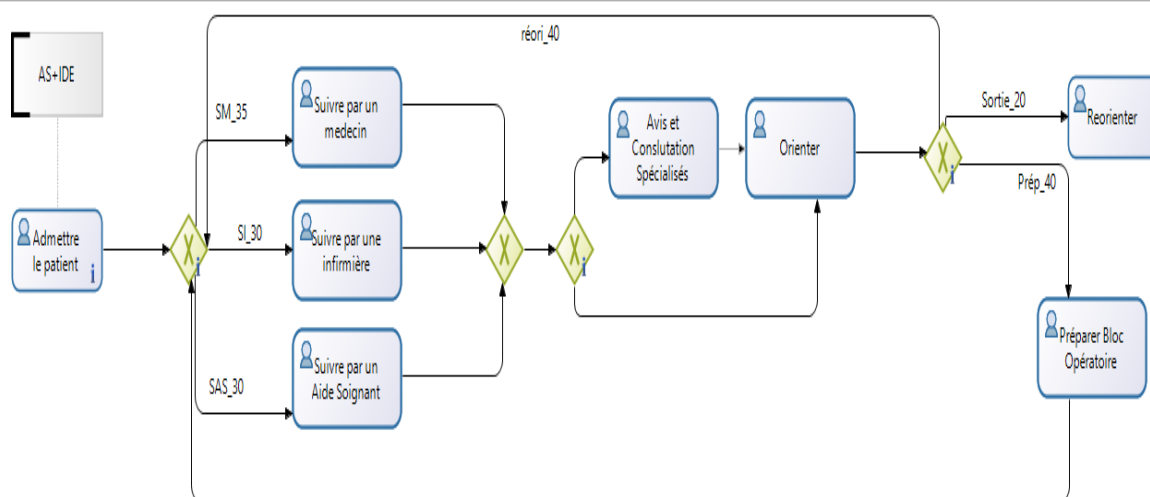 réori_40
AS+IDE
SM_35
Suivre par un
medecin
Avis et
Conslutation
Spécialisés
Orienter
Sortie_20
Reorienter
Prép_40
Admettre
le patient
SI_30
Suivre par une
infirmière
Suivre par un
Aide Soignant
SAS_30
Préparer Bloc
Opératoire